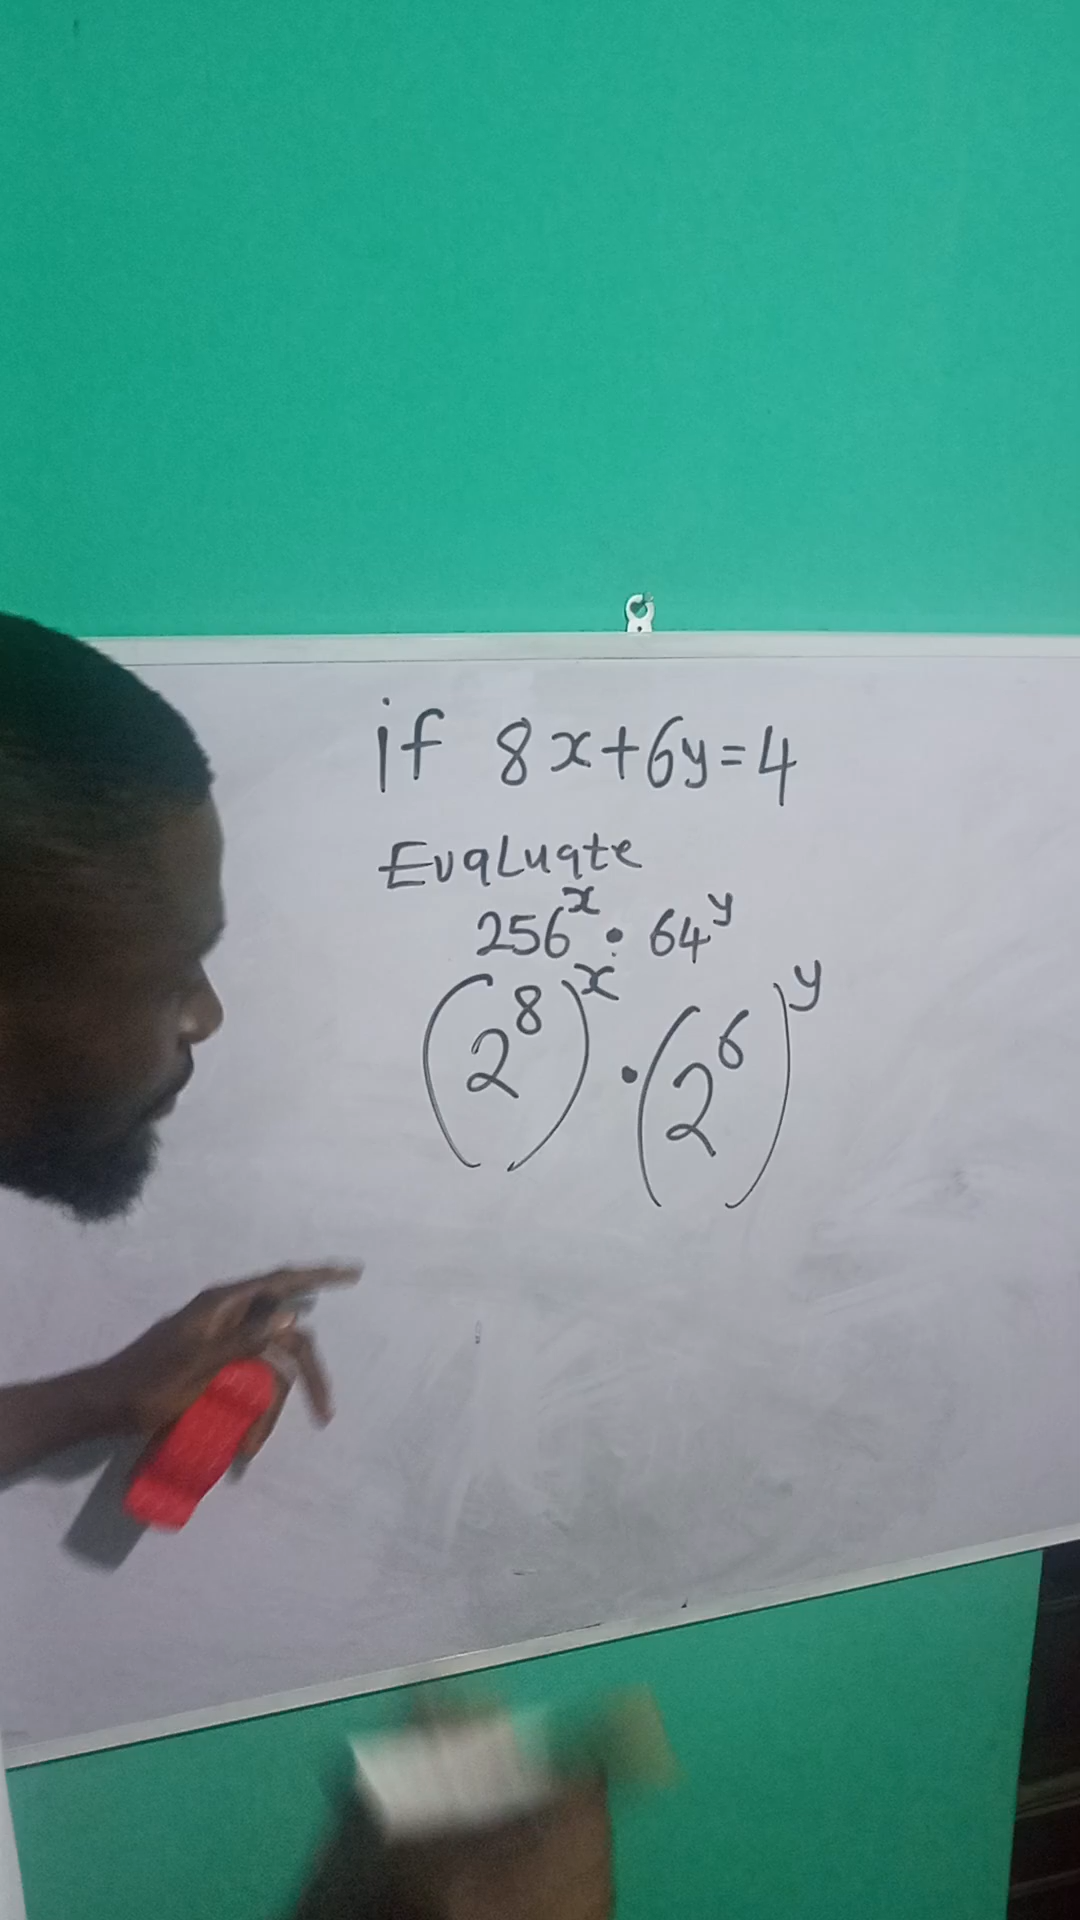 if 8x+6y=4
Evaluate
256^x · 64^y
(2^8)^x · (2^6)^y